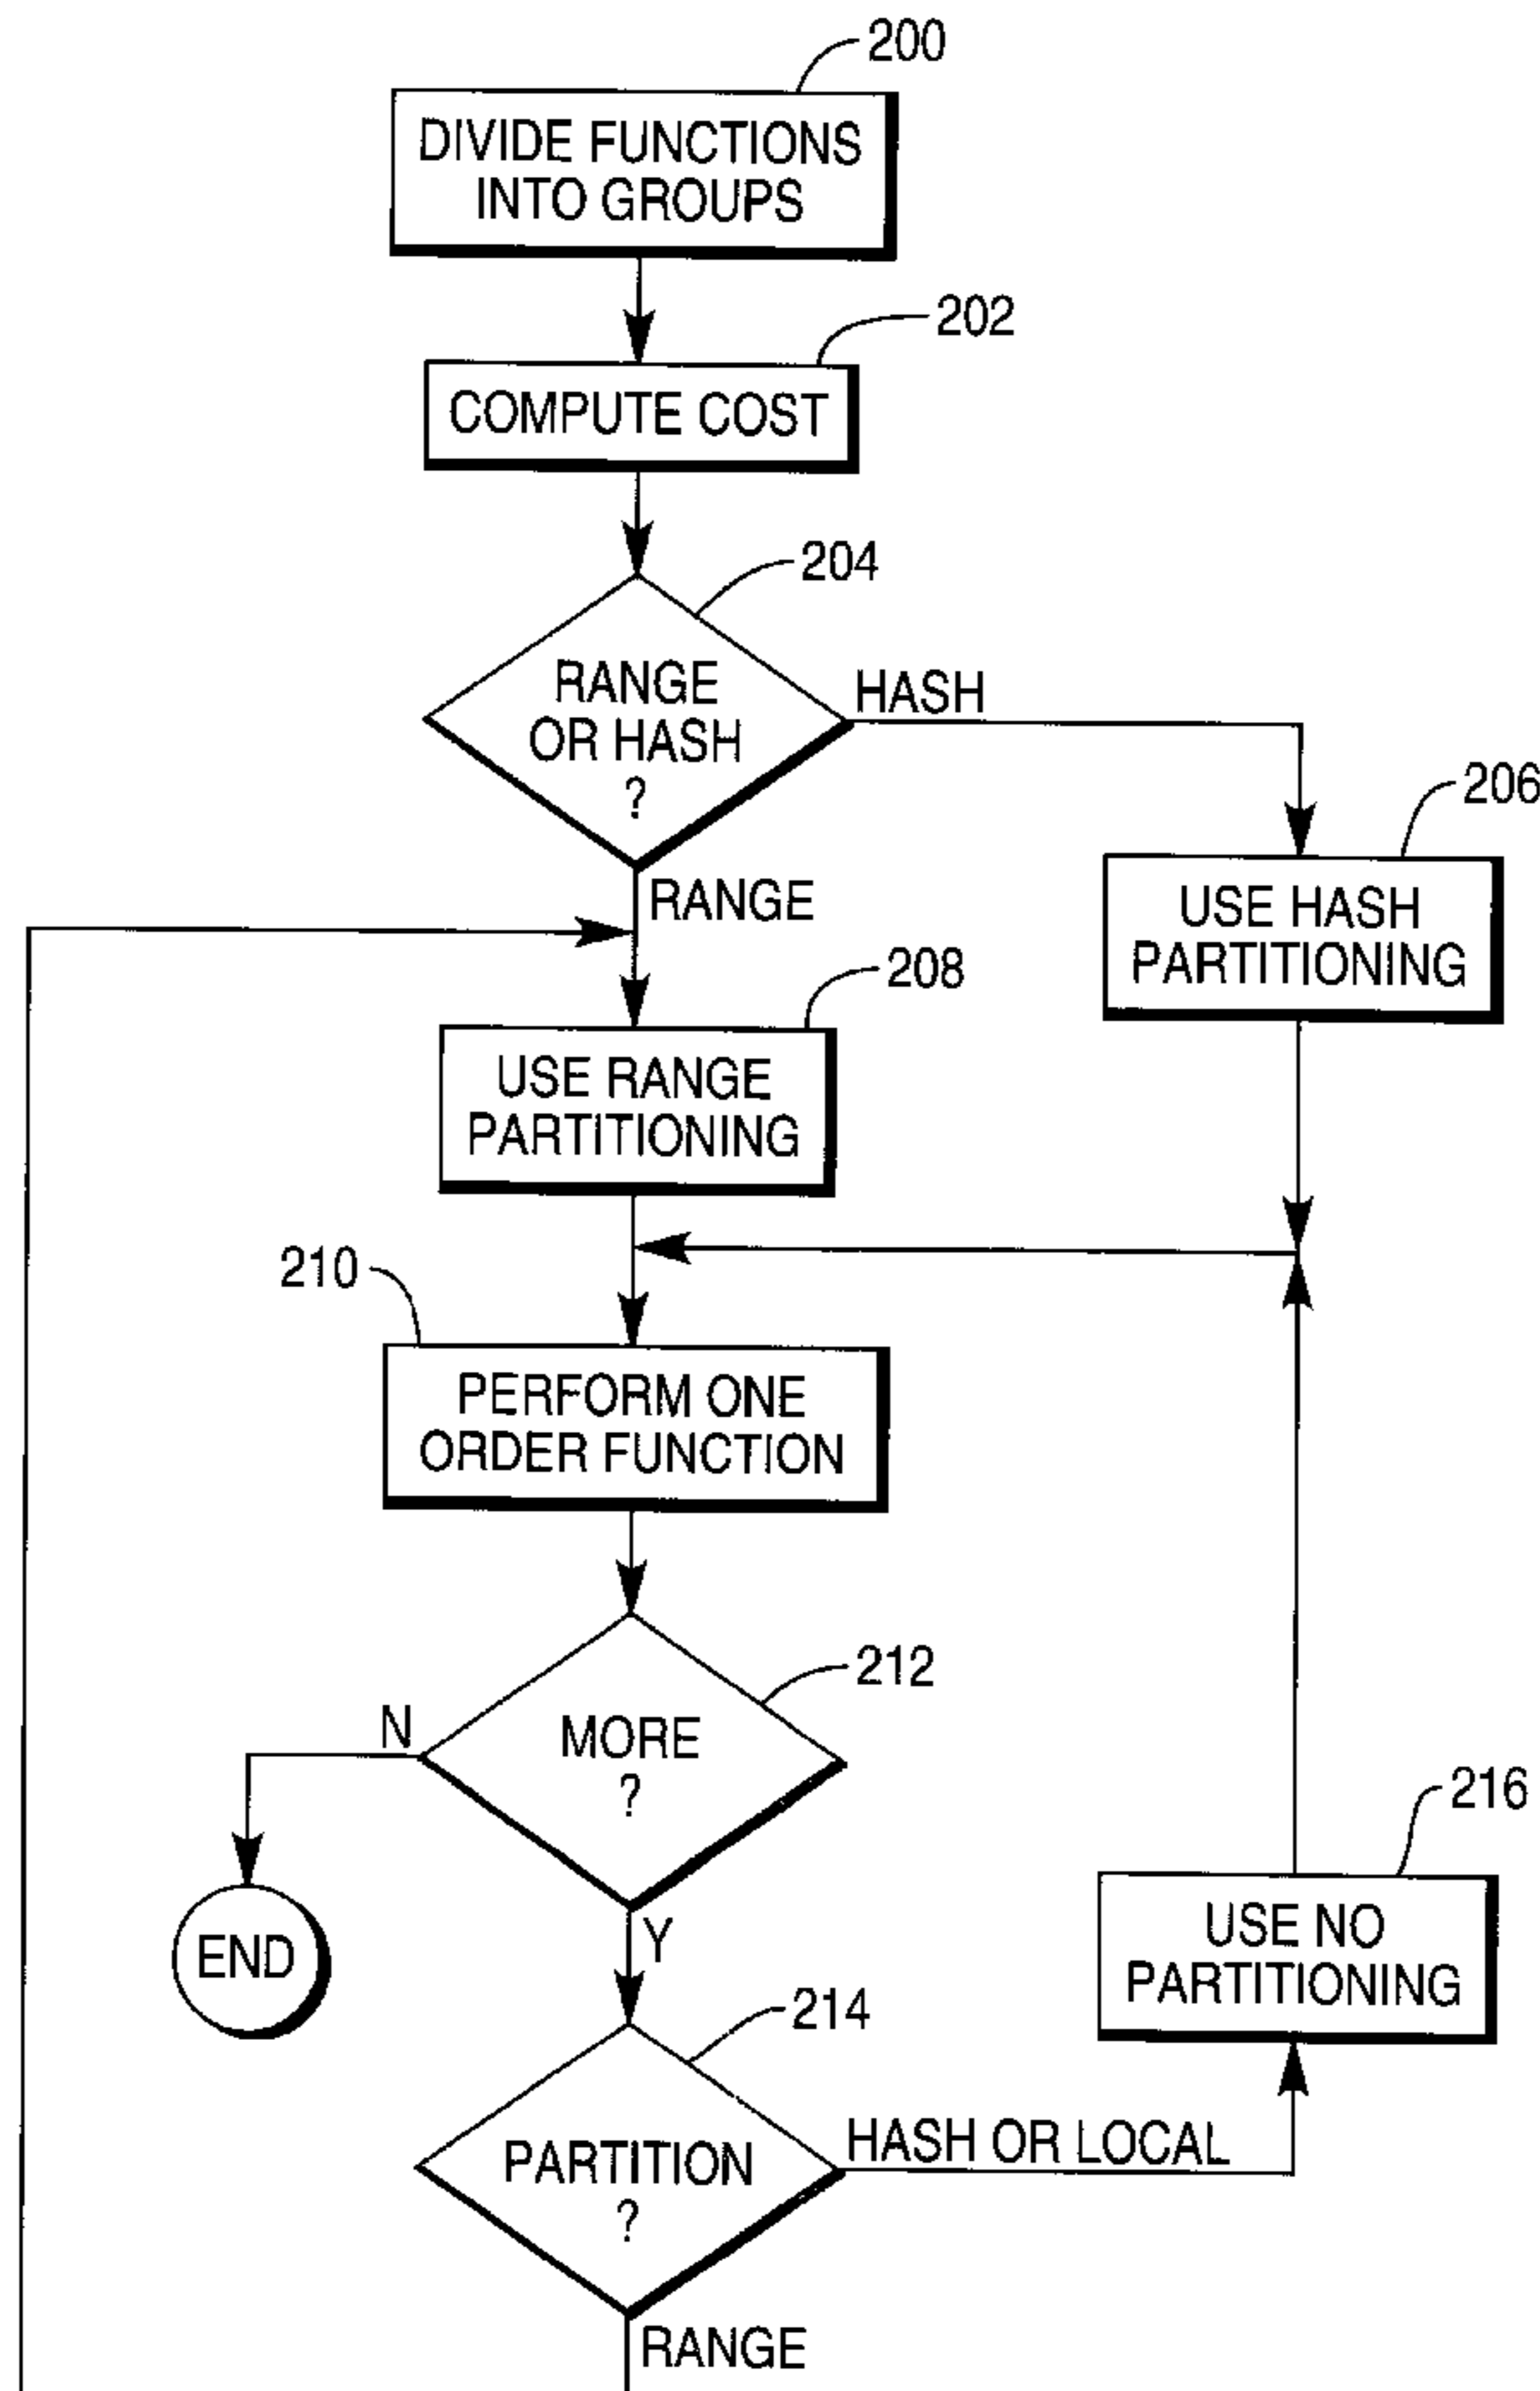 200
DIVIDE FUNCTIONS
INTO GROUPS
202
COMPUTE COST
204
RANGE
OR HASH
?
HASH
206
USE HASH
PARTITIONING
RANGE
208
USE RANGE
PARTITIONING
210
PERFORM ONE
ORDER FUNCTION
212
MORE
?
N
END
Y
216
USE NO
PARTITIONING
214
PARTITION
?
HASH OR LOCAL
RANGE